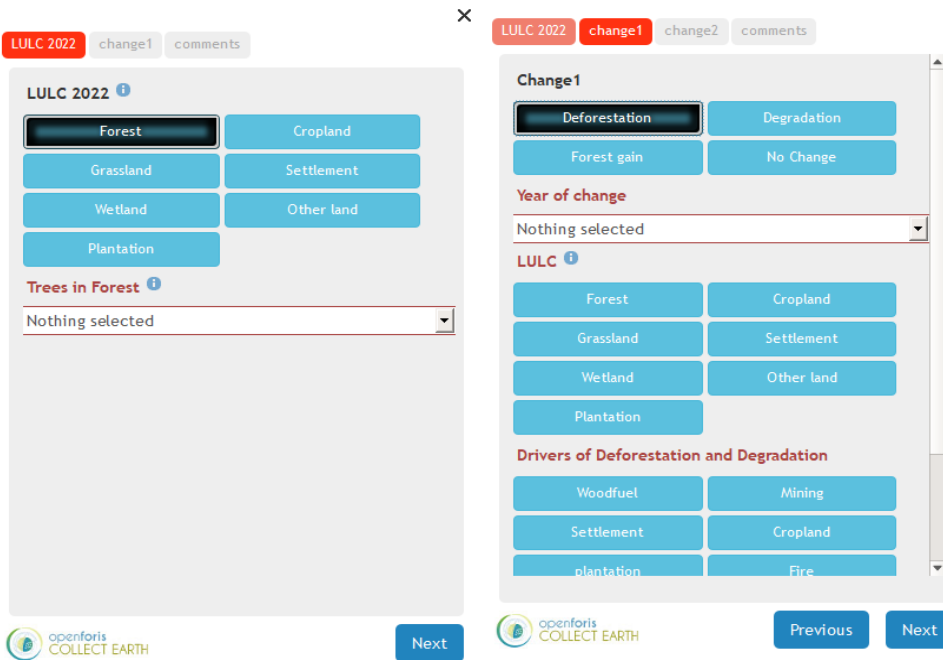 LULC 2022 change1 comments
LULC 2022
Forest Cropland
Grassland Settlement
Wetland Other land
Plantation
Trees in Forest
Nothing selected
openforis
COLLECT EARTH
Next
LULC 2022 change1 change2 comments
Change1
Deforestation Degradation
Forest gain No Change
Year of change
Nothing selected
LULC
Forest Cropland
Grassland Settlement
Wetland Other land
Plantation
Drivers of Deforestation and Degradation
Woodfuel Mining
Settlement Cropland
plantation Fire
openforis
COLLECT EARTH
Previous Next